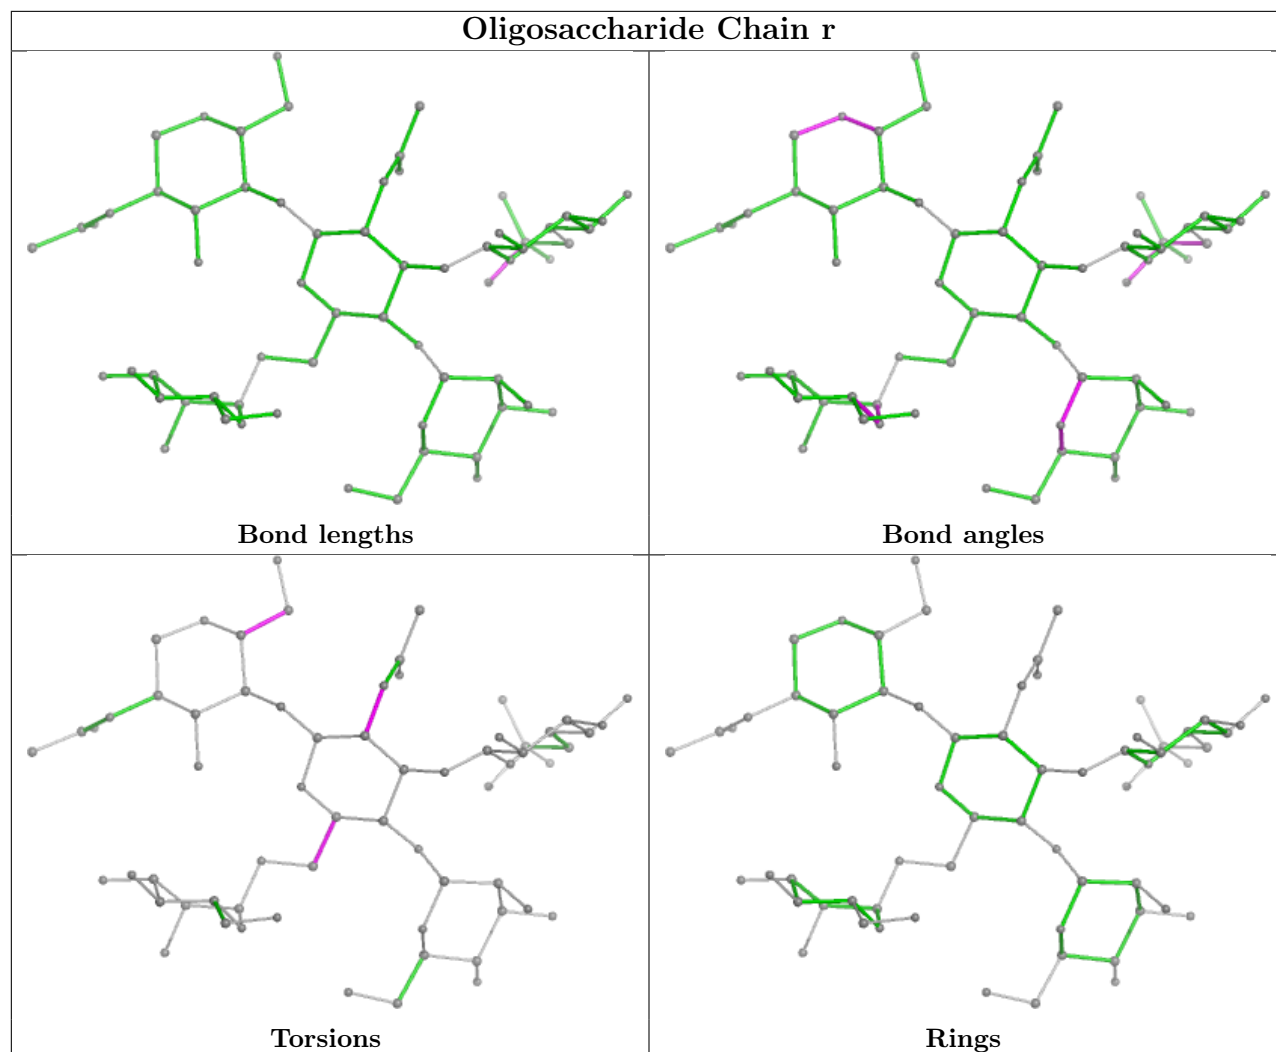 Oligosaccharide Chain r
Bond lengths
Bond angles
Torsions
Rings